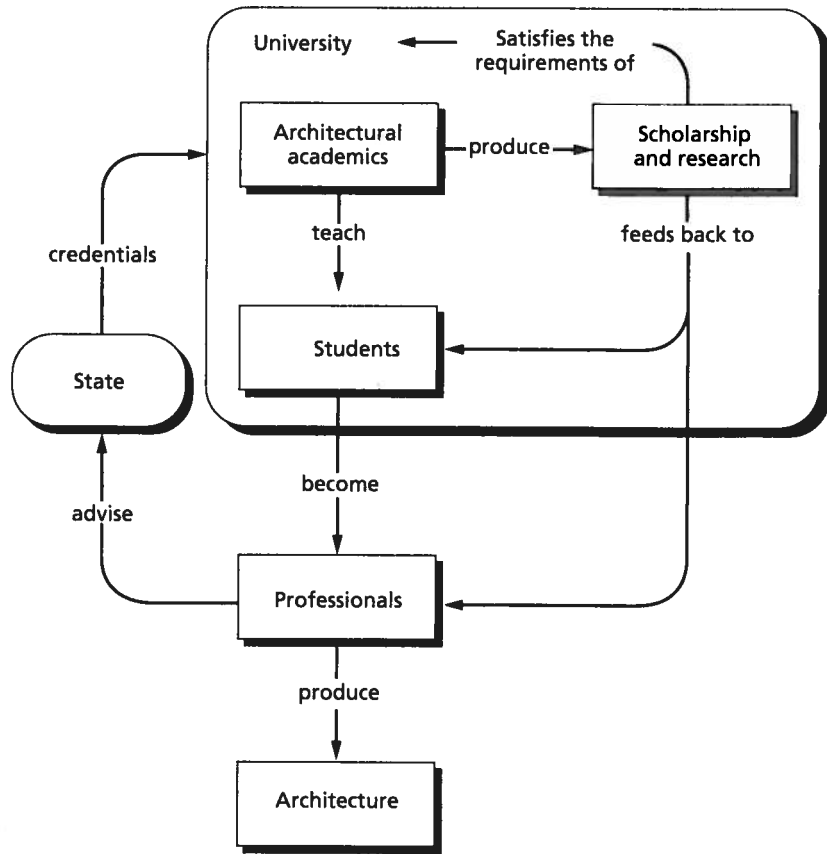 University
Satisfies the
requirements of
Architectural
academics
produce
Scholarship
and research
teach
feeds back to
credentials
Students
State
become
advise
Professionals
produce
Architecture